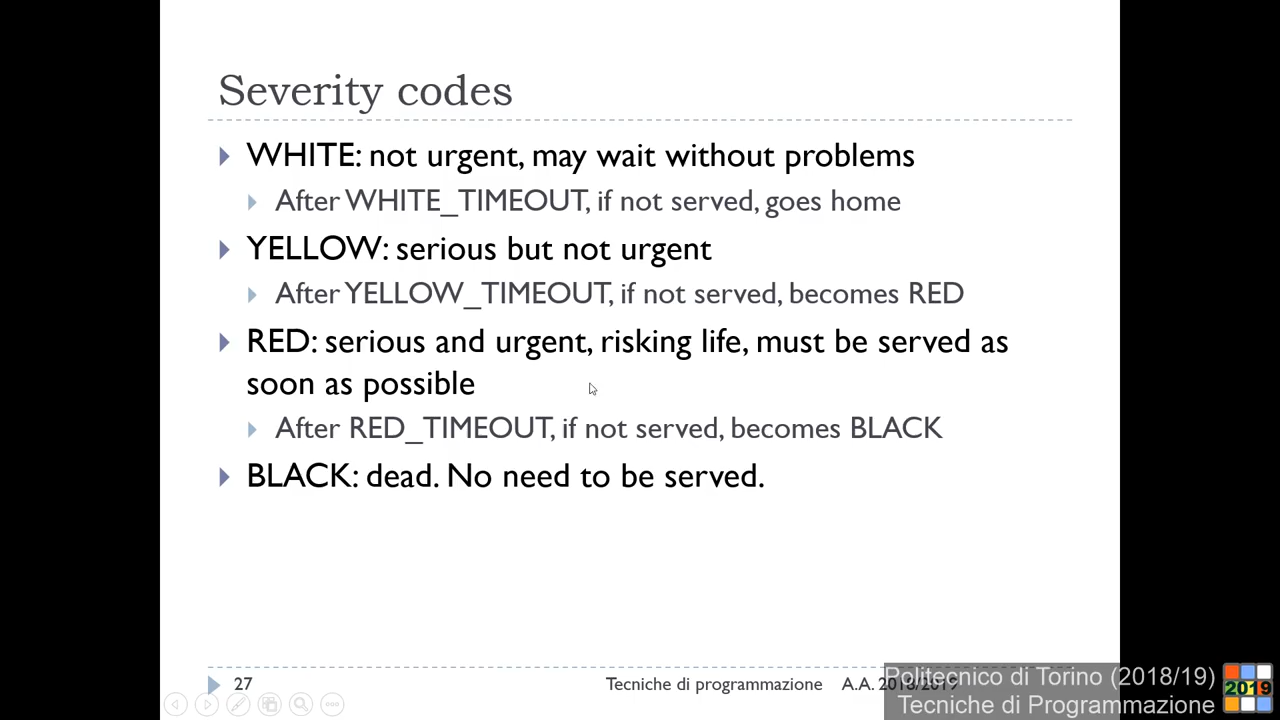 Severity codes
WHITE: not urgent, may wait without problems
After WHITE_TIMEOUT, if not served, goes home
YELLOW: serious but not urgent
After YELLOW_TIMEOUT, if not served, becomes RED
RED: serious and urgent, risking life, must be served as
soon as possible
After RED_TIMEOUT, if not served, becomes BLACK
BLACK: dead. No need to be served.
27
Tecniche di programmazione A.A. 2018/2019
Politecnico di Torino (2018/19)
Tecniche di Programmazione
2019